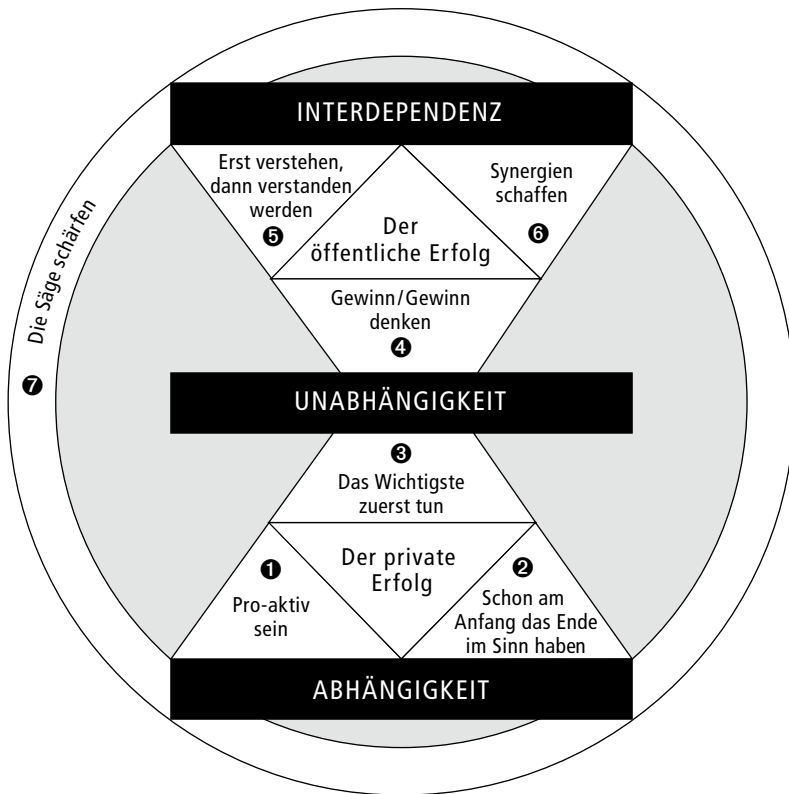 INTERDEPENDENZ
Erst verstehen,
dann verstanden
werden
❺
Synergien
schaffen
❻
Der
öffentliche Erfolg
Gewinn/Gewinn
denken
❹
Die Säge schärfen
❼
UNABHÄNGIGKEIT
❸
Das Wichtigste
zuerst tun
❶
Pro-aktiv
sein
Der private
Erfolg
❷
Schon am
Anfang das Ende
im Sinn haben
ABHÄNGIGKEIT